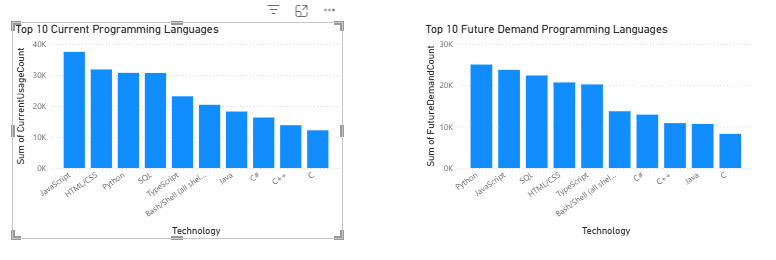 Top 10 Current Programming Languages
Sum of CurrentUsageCount
40K
30K
20K
10K
0K
JavaScript
HTML/CSS
Python
SQL
TypeScript
Bash/Shell (all shel...
Java
C#
C++
C
Technology
Top 10 Future Demand Programming Languages
Sum of FutureDemandCount
30K
20K
10K
0K
Python
JavaScript
SQL
HTML/CSS
TypeScript
Bash/Shell (all shel...
C#
C++
Java
C
Technology